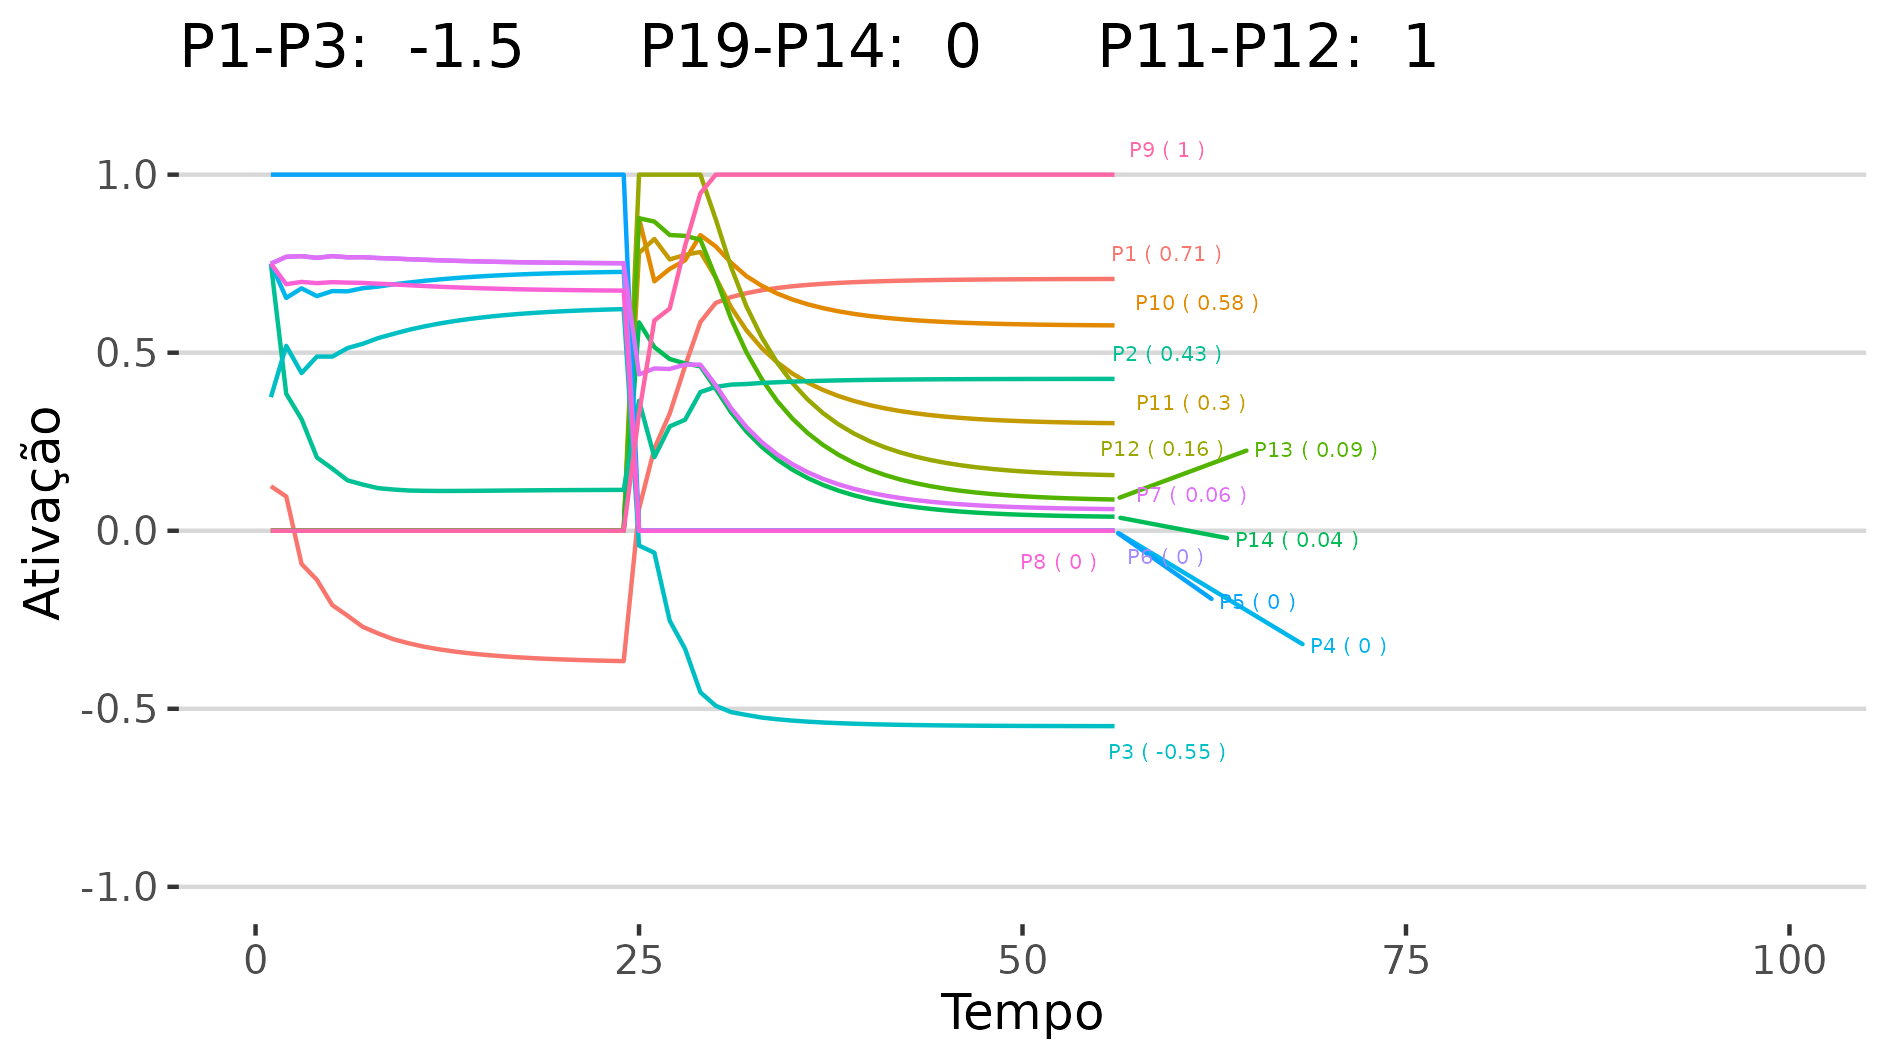 P1-P3:  -1.5      P19-P14:  0      P11-P12:  1
P9 ( 1 )
1.0
P1 ( 0.71 )
P10 ( 0.58 )
0.5
P2 ( 0.43 )
P11 ( 0.3 )
P12 ( 0.16 )
P13 ( 0.09 )
P7 ( 0.06 )
0.0
P14 ( 0.04 )
P8 ( 0 )
P6 ( 0 )
P5 ( 0 )
P4 ( 0 )
-0.5
P3 ( -0.55 )
-1.0
Ativação
0 25 50 75 100
Tempo